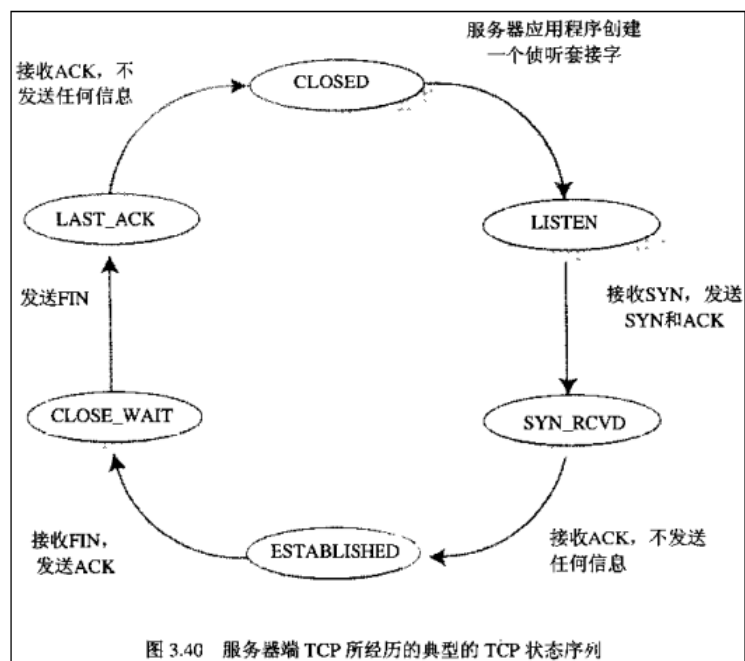 服务器应用程序创建
一个侦听套接字
接收ACK，不
发送任何信息
CLOSED
LAST_ACK
LISTEN
发送FIN
接收SYN，发送
SYN和ACK
CLOSE_WAIT
SYN_RCVD
接收FIN，
发送ACK
ESTABLISHED
接收ACK，不发送
任何信息
图 3.40 服务器端 TCP 所经历的典型的 TCP 状态序列